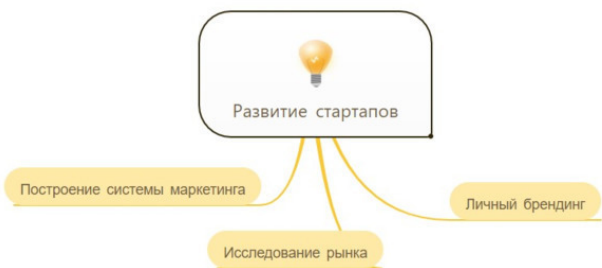 Развитие стартапов
Построение системы маркетинга
Личный брендинг
Исследование рынка